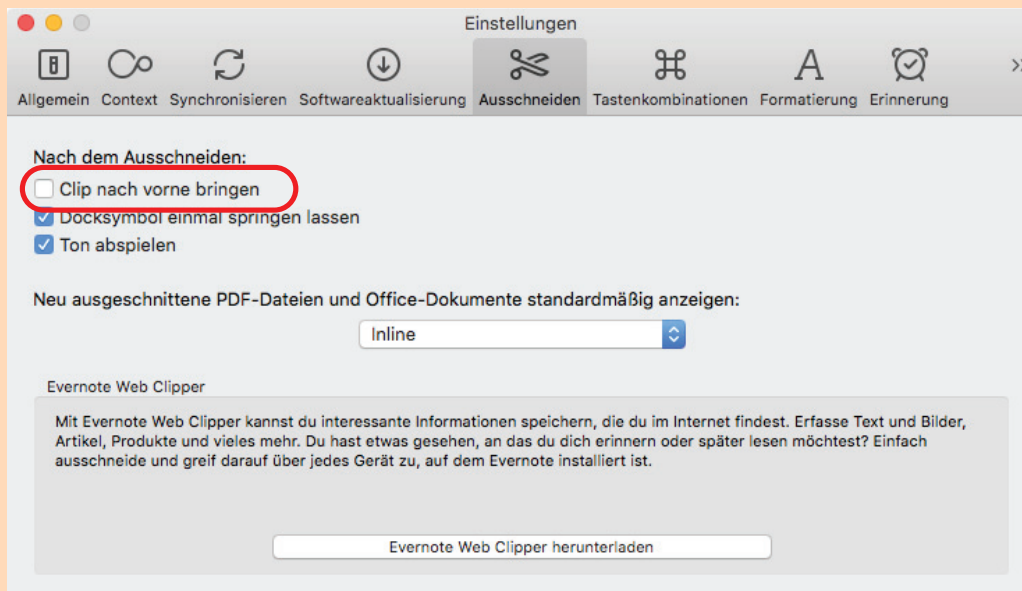 Einstellungen
Allgemein Context Synchronisieren Softwareaktualisierung Ausschneiden Tastenkombinationen Formatierung Erinnerung
Nach dem Ausschneiden:
Clip nach vorne bringen
Docksymbol einmal springen lassen
Ton abspielen
Neu ausgeschnittene PDF-Dateien und Office-Dokumente standardmäßig anzeigen:
Inline
Evernote Web Clipper
Mit Evernote Web Clipper kannst du interessante Informationen speichern, die du im Internet findest. Erfasse Text und Bilder,
Artikel, Produkte und vieles mehr. Du hast etwas gesehen, an das du dich erinnern oder später lesen möchtest? Einfach
ausschneide und greif darauf über jedes Gerät zu, auf dem Evernote installiert ist.
Evernote Web Clipper herunterladen